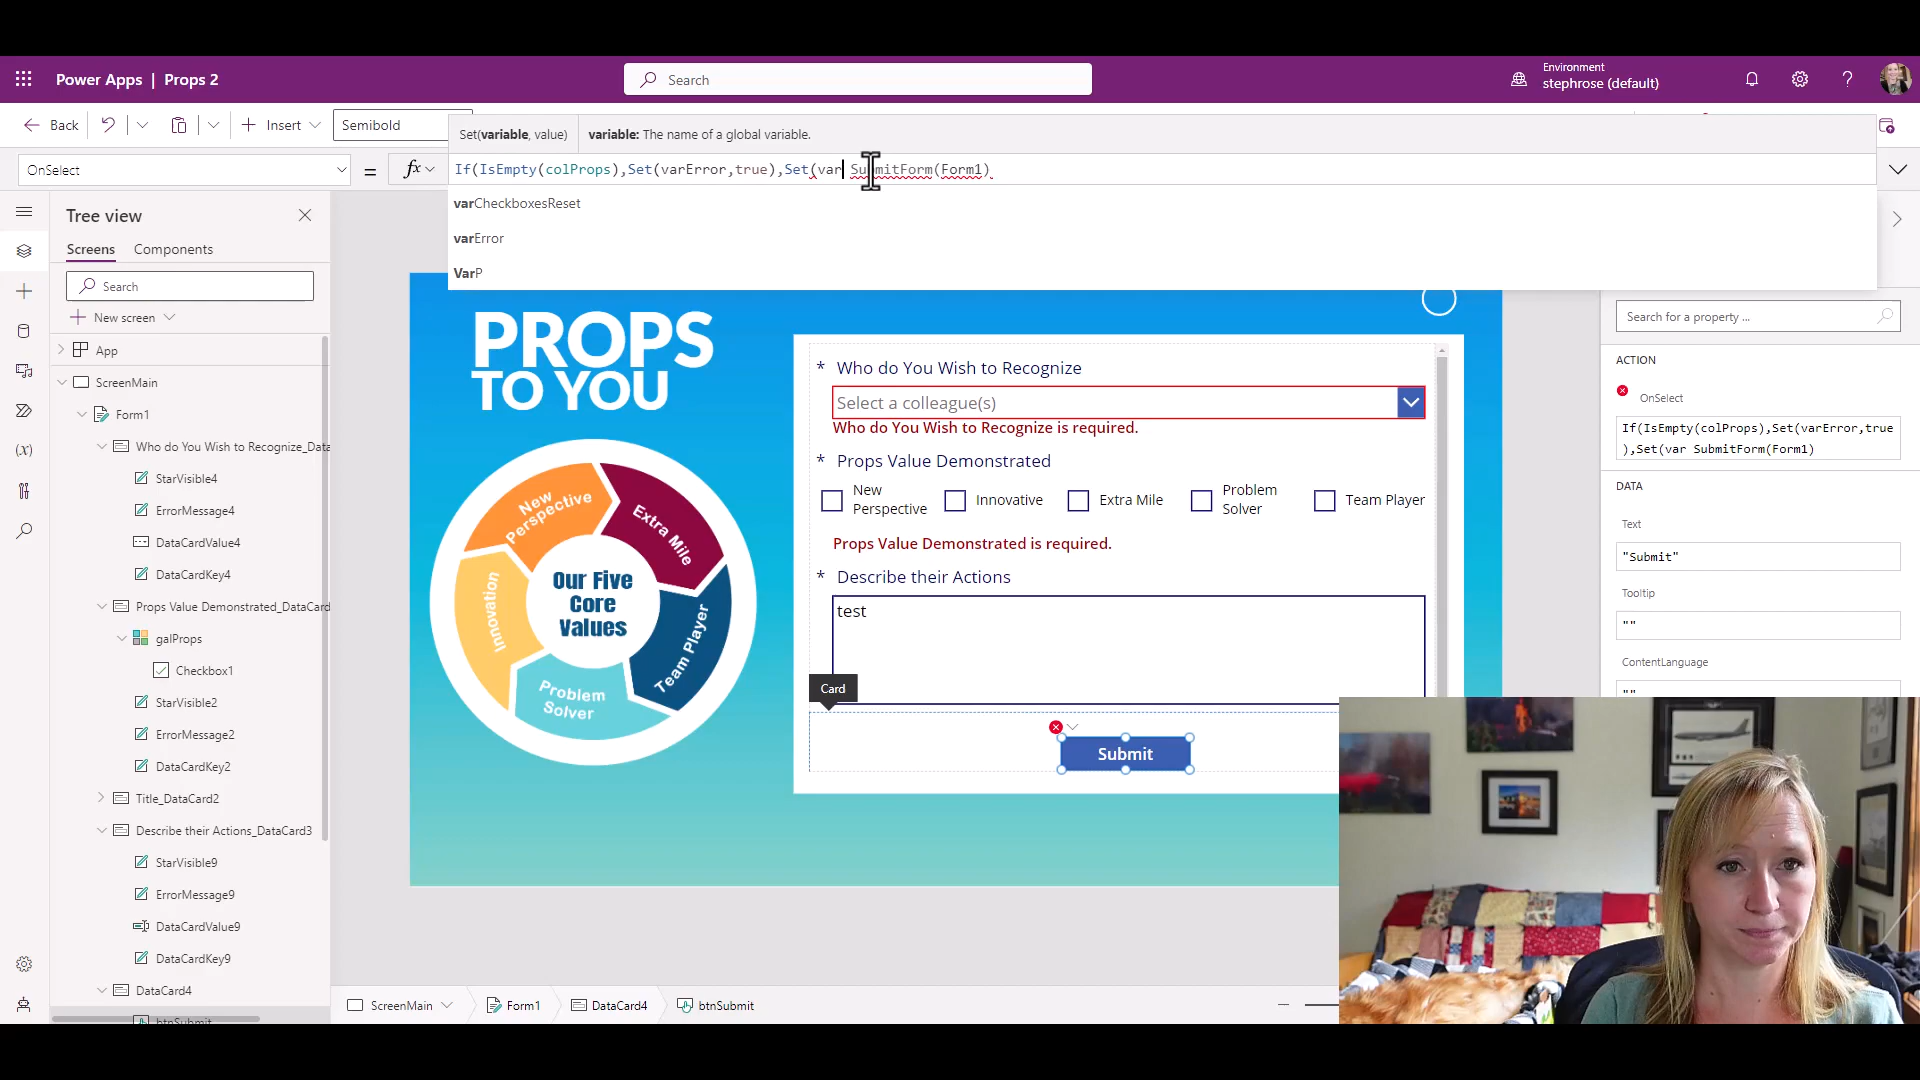 Power Apps | Props 2
Search
Environment
stephrose (default)
Back
Insert
Semibold
Set(variable, value)
variable: The name of a global variable.
OnSelect
=
fx
If(IsEmpty(colProps),Set(varError,true),Set(var SubmitForm(Form1)
varCheckboxesReset
varError
VarP
Tree view
Screens
Components
Search
New screen
App
ScreenMain
Form1
Who do You Wish to Recognize_Data
StarVisible4
ErrorMessage4
DataCardValue4
DataCardKey4
Props Value Demonstrated_DataCard
galProps
Checkbox1
StarVisible2
ErrorMessage2
DataCardKey2
Title_DataCard2
Describe their Actions_DataCard3
StarVisible9
ErrorMessage9
DataCardValue9
DataCardKey9
DataCard4
btnSubmit
PROPS
TO YOU
New
Perspective
Extra Mile
Team Player
Problem
Solver
Innovation
Our Five
Core
Values
* Who do You Wish to Recognize
Select a colleague(s)
Who do You Wish to Recognize is required.
* Props Value Demonstrated
New
Perspective
Innovative
Extra Mile
Problem
Solver
Team Player
Props Value Demonstrated is required.
* Describe their Actions
test
Card
Submit
Search for a property ...
ACTION
OnSelect
If(IsEmpty(colProps),Set(varError,true
),Set(var SubmitForm(Form1)
DATA
Text
"Submit"
Tooltip
""
ContentLanguage
""
ScreenMain
Form1
DataCard4
btnSubmit